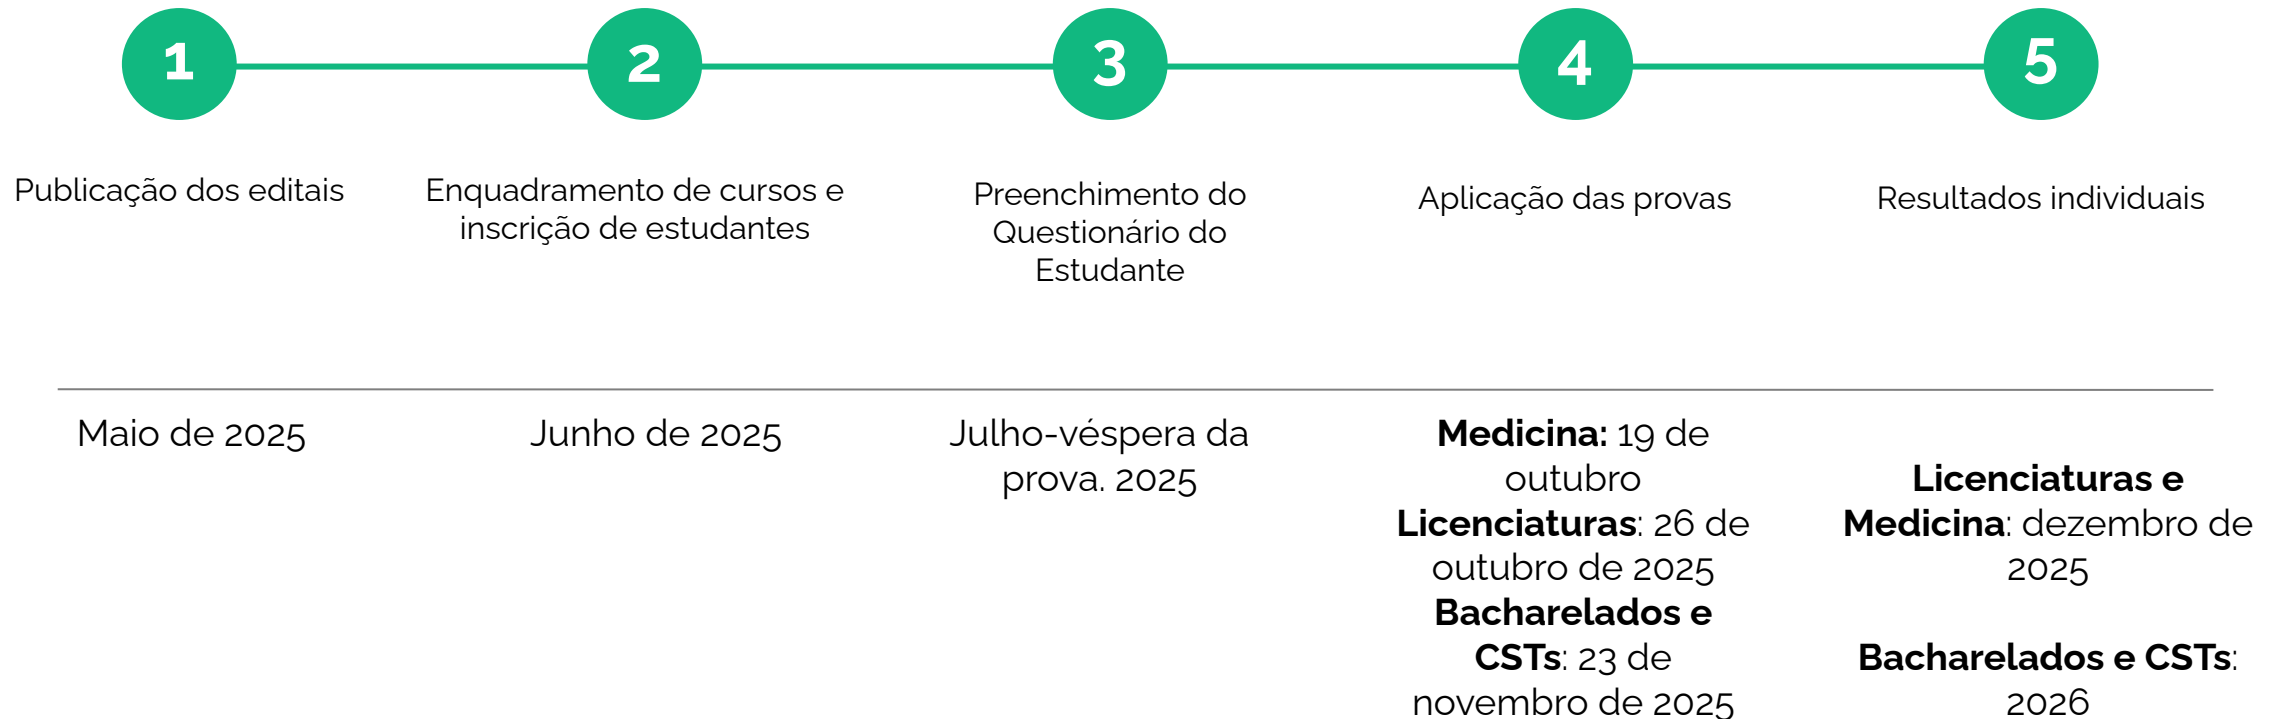 1
2
3
4
5
Publicação dos editais
Enquadramento de cursos e
inscrição de estudantes
Preenchimento do
Questionário do
Estudante
Aplicação das provas
Resultados individuais
Maio de 2025
Junho de 2025
Julho-véspera da
prova. 2025
Medicina: 19 de
outubro
Licenciaturas: 26 de
outubro de 2025
Bacharelados e
CSTs: 23 de
novembro de 2025
Licenciaturas e
Medicina: dezembro de
2025
Bacharelados e CSTs:
2026